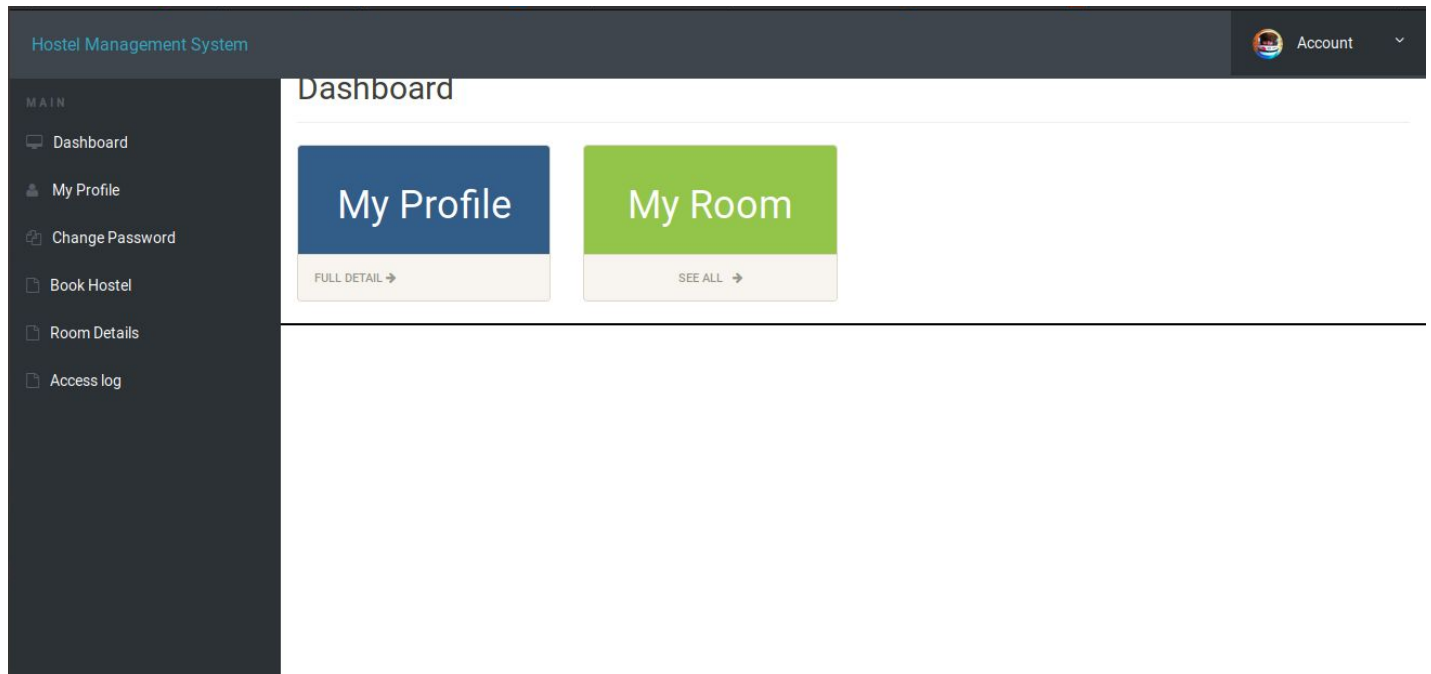 Hostel Management System
Account
MAIN
Dashboard
My Profile
Change Password
Book Hostel
Room Details
Access log
Dashboard
My Profile
FULL DETAIL
My Room
SEE ALL